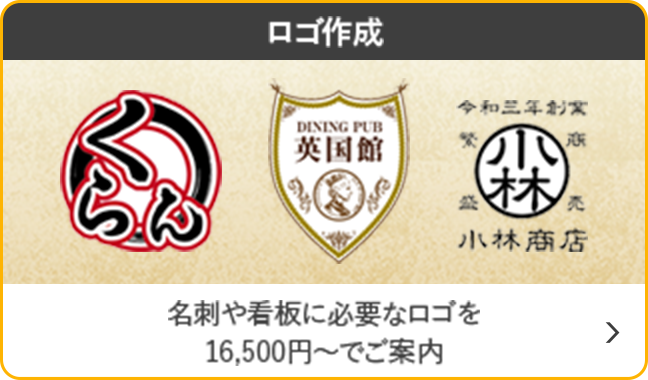 ロゴ作成
くらん
DINING PUB
英国館
令和三年創業
繁 商
小林
盛 売
小林商店
名刺や看板に必要なロゴを
16,500円〜でご案内